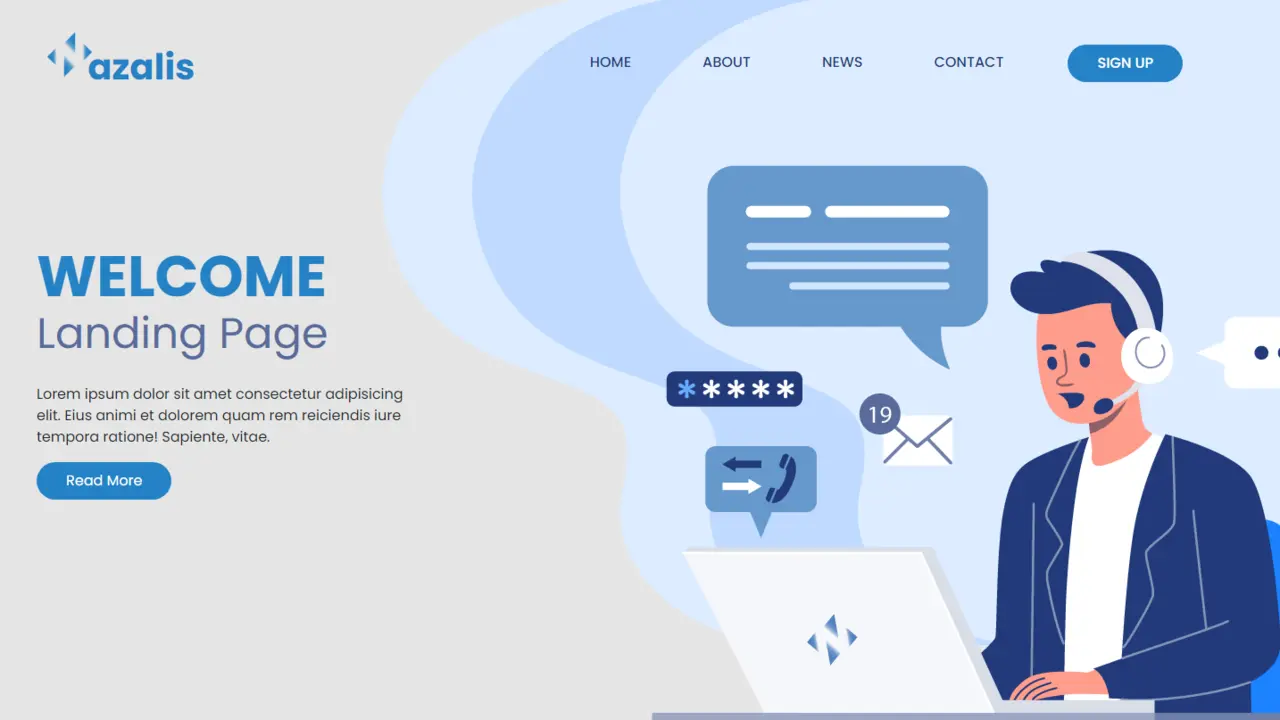 azalis
HOME ABOUT NEWS CONTACT SIGN UP
WELCOME
Landing Page
Lorem ipsum dolor sit amet consectetur adipisicing
elit. Eius animi et dolorem quam rem reiciendis iure
tempora ratione! Sapiente, vitae.
Read More
* * * * *
19